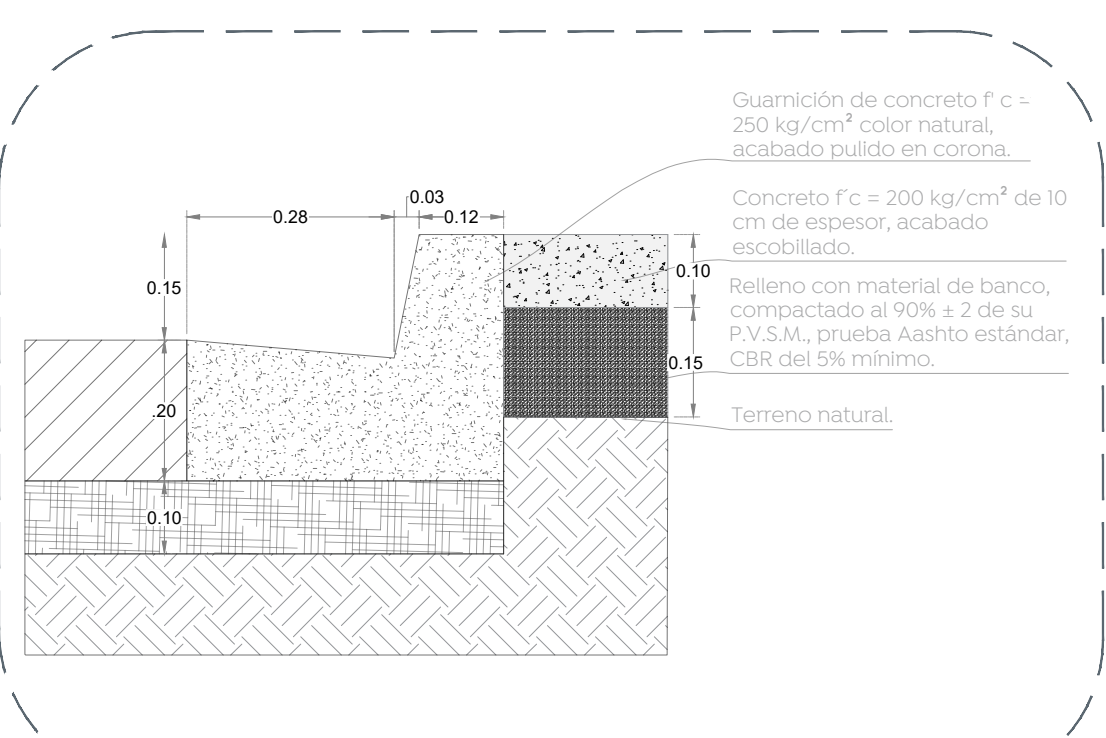 Guarnición de concreto f' c =
250 kg/cm² color natural,
acabado pulido en corona.
Concreto f´c = 200 kg/cm² de 10
cm de espesor, acabado
escobillado.
Relleno con material de banco,
compactado al 90% ± 2 de su
P.V.S.M., prueba Aashto estándar,
CBR del 5% mínimo.
Terreno natural.
0.03
0.28
0.12
0.15
0.10
0.15
.20
0.10